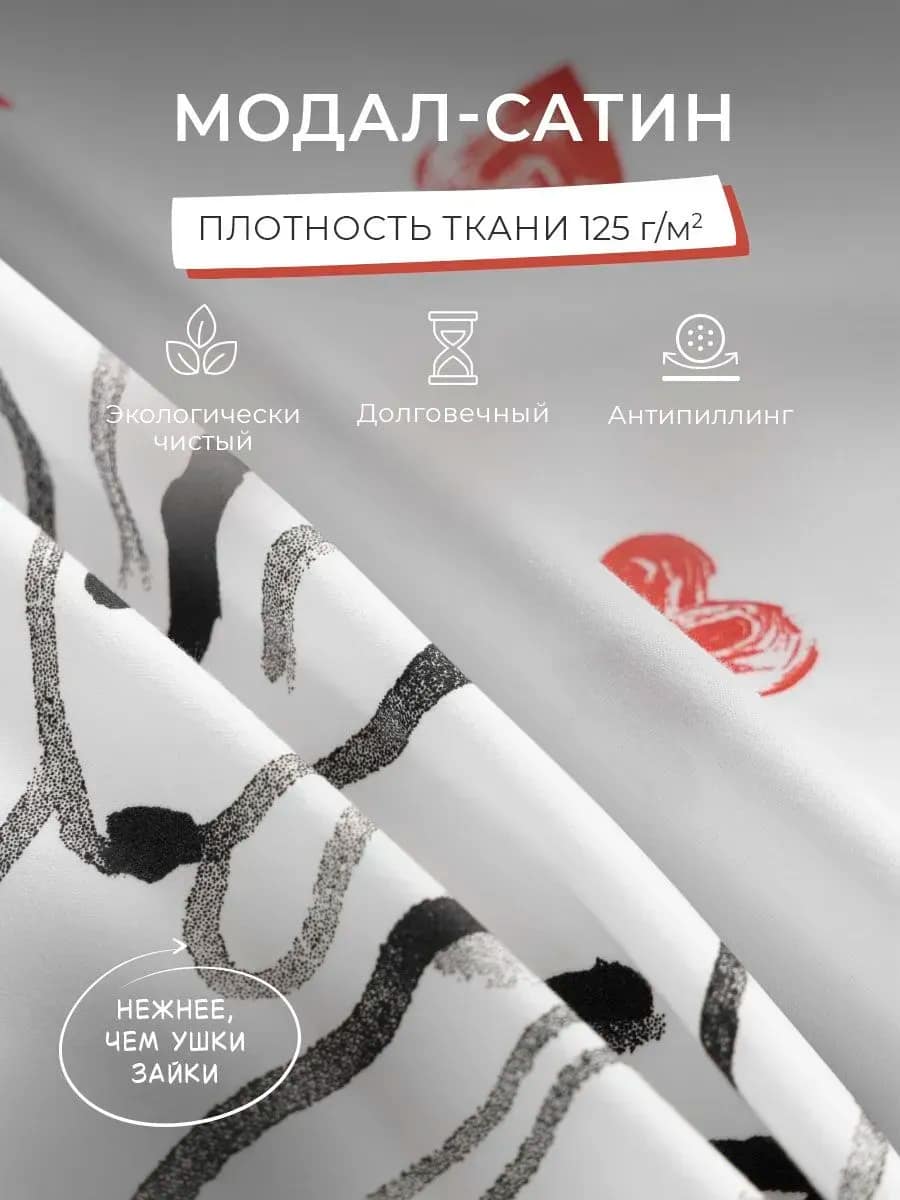 МОДАЛ-САТИН
ПЛОТНОСТЬ ТКАНИ 125 г/м²
Экологически
чистый
Долговечный
Антипиллинг
НЕЖНЕЕ,
ЧЕМ УШКИ
ЗАЙКИ